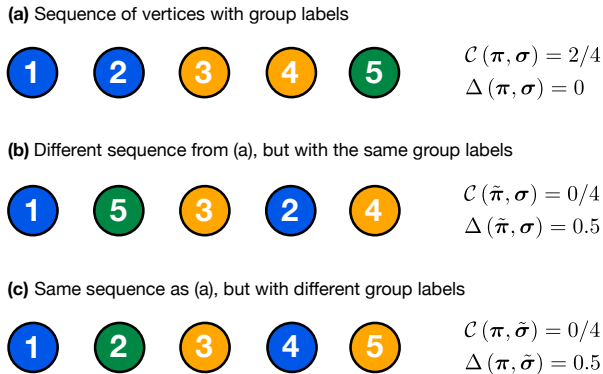 (a) Sequence of vertices with group labels
1 2 3 4 5
𝒞 (π, σ) = 2/4
Δ (π, σ) = 0
(b) Different sequence from (a), but with the same group labels
1 5 3 2 4
𝒞 (π̃, σ) = 0/4
Δ (π̃, σ) = 0.5
(c) Same sequence as (a), but with different group labels
1 2 3 4 5
𝒞 (π, σ̃) = 0/4
Δ (π, σ̃) = 0.5